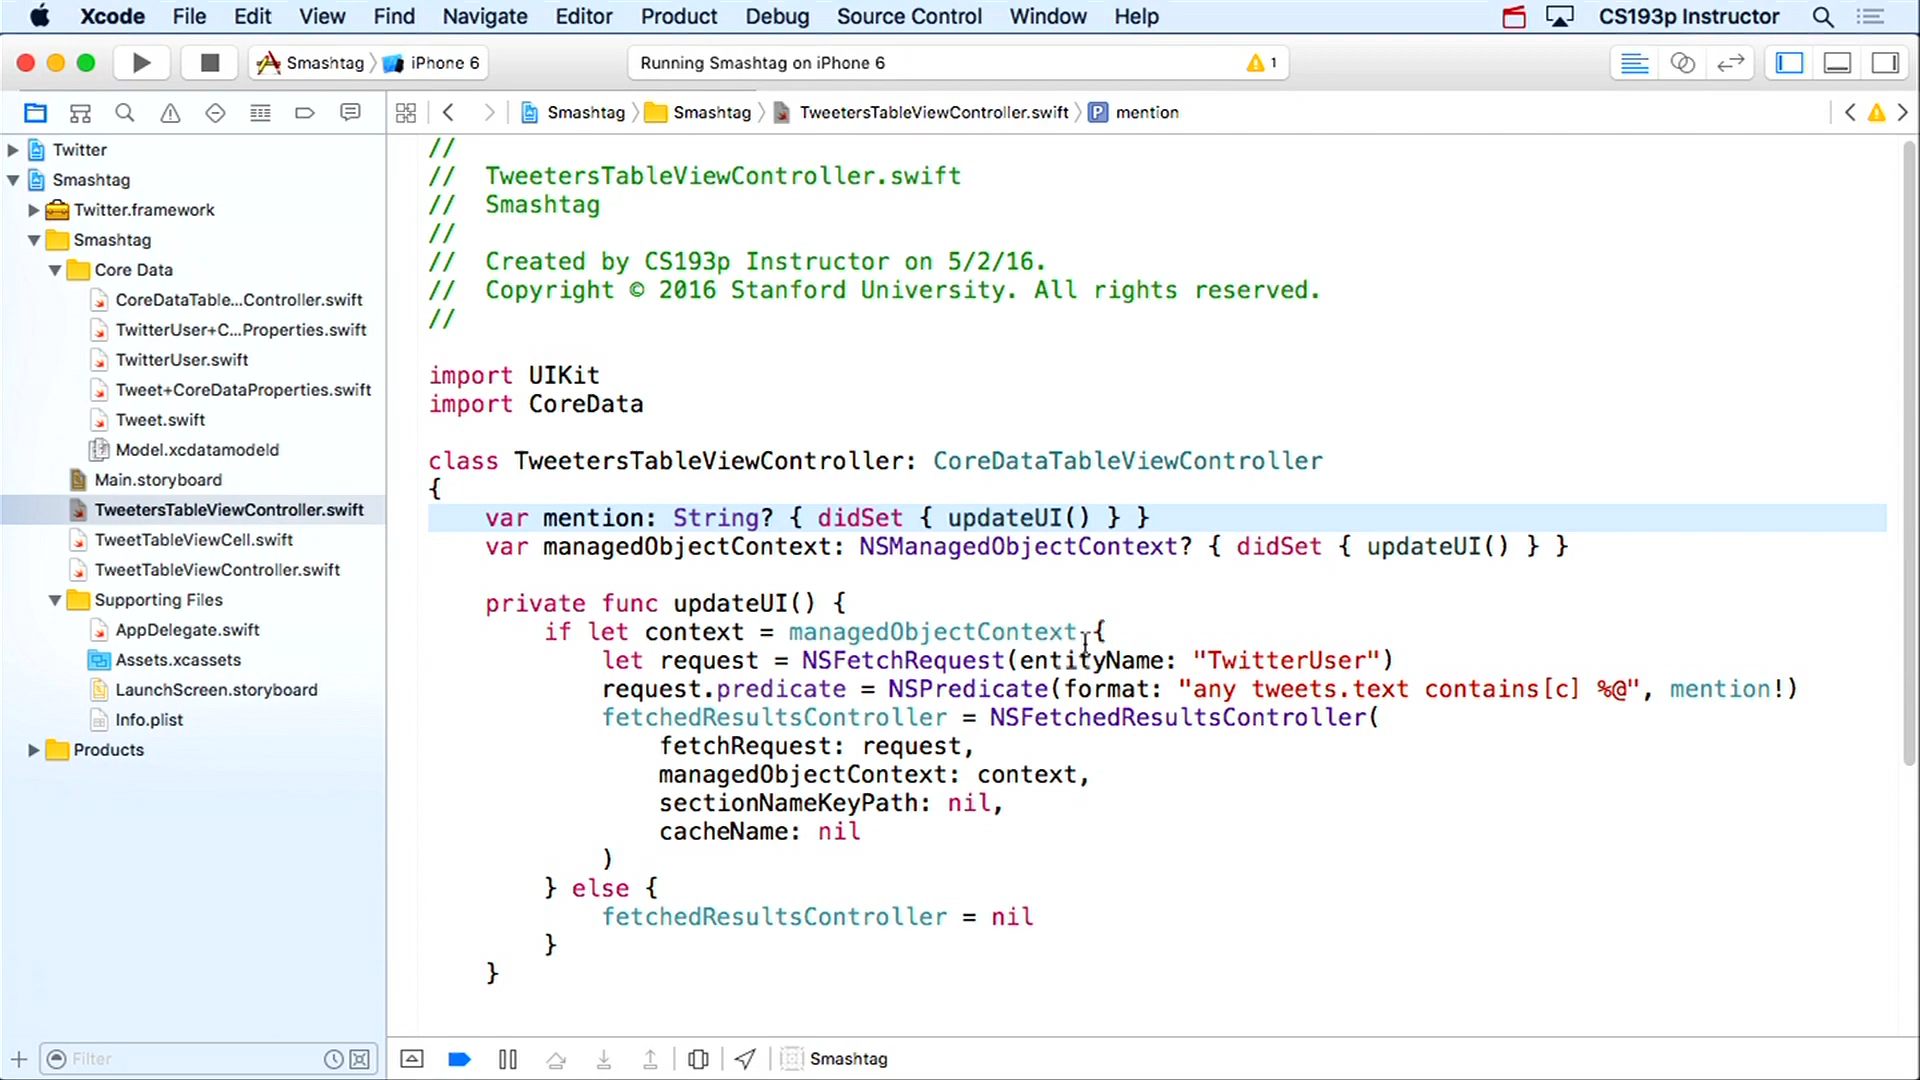 Xcode File Edit View Find Navigate Editor Product Debug Source Control Window Help CS193p Instructor
Smashtag iPhone 6 Running Smashtag on iPhone 6 1
Smashtag Smashtag TweetersTableViewController.swift P mention
Twitter
Smashtag
Twitter.framework
Smashtag
Core Data
CoreDataTable...Controller.swift
TwitterUser+C...Properties.swift
TwitterUser.swift
Tweet+CoreDataProperties.swift
Tweet.swift
Model.xcdatamodeld
Main.storyboard
TweetersTableViewController.swift
TweetTableViewCell.swift
TweetTableViewController.swift
Supporting Files
AppDelegate.swift
Assets.xcassets
LaunchScreen.storyboard
Info.plist
Products
Filter
//
// TweetersTableViewController.swift
// Smashtag
//
// Created by CS193p Instructor on 5/2/16.
// Copyright © 2016 Stanford University. All rights reserved.
//
import UIKit
import CoreData
class TweetersTableViewController: CoreDataTableViewController
{
var mention: String? { didSet { updateUI() } }
var managedObjectContext: NSManagedObjectContext? { didSet { updateUI() } }
private func updateUI() {
if let context = managedObjectContext {
let request = NSFetchRequest(entityName: "TwitterUser")
request.predicate = NSPredicate(format: "any tweets.text contains[c] %@", mention!)
fetchedResultsController = NSFetchedResultsController(
fetchRequest: request,
managedObjectContext: context,
sectionNameKeyPath: nil,
cacheName: nil
)
} else {
fetchedResultsController = nil
}
}
Smashtag